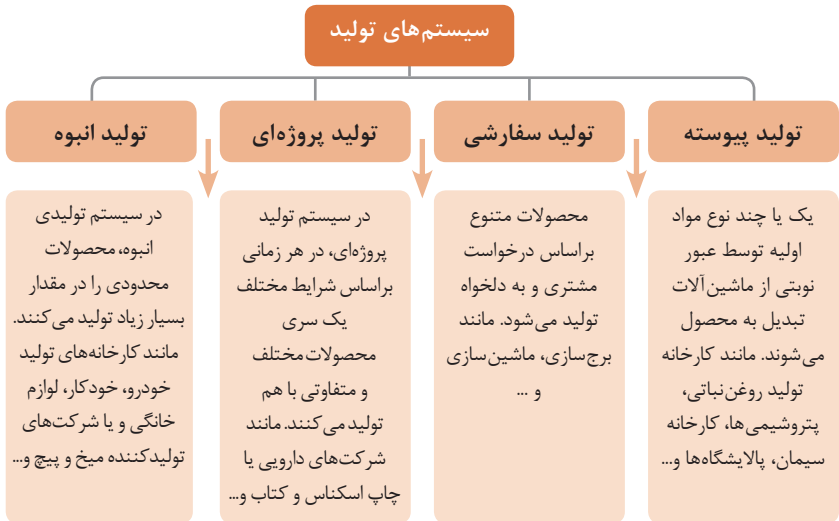 سیستم‌های تولید
تولید پیوسته
یک یا چند نوع مواد
اولیه توسط عبور
نوبتی از ماشین‌آلات
تبدیل به محصول
می‌شوند. مانند کارخانه
تولید روغن‌نباتی،
پتروشیمی‌ها، کارخانه
سیمان، پالایشگاه‌ها و...
تولید سفارشی
محصولات متنوع
براساس درخواست
مشتری و به دلخواه
تولید می‌شود. مانند
برج‌سازی، ماشین‌سازی
و ...
تولید پروژه‌ای
در سیستم تولید
پروژه‌ای، در هر زمانی
براساس شرایط مختلف
یک سری
محصولات مختلف
و متفاوتی با هم
تولید می‌کنند. مانند
شرکت‌های دارویی یا
چاپ اسکناس و کتاب و...
تولید انبوه
در سیستم تولیدی
انبوه، محصولات
محدودی را در مقدار
بسیار زیاد تولید می‌کنند.
مانند کارخانه‌های تولید
خودرو، خودکار، لوازم
خانگی و یا شرکت‌های
تولیدکننده میخ و پیچ و...